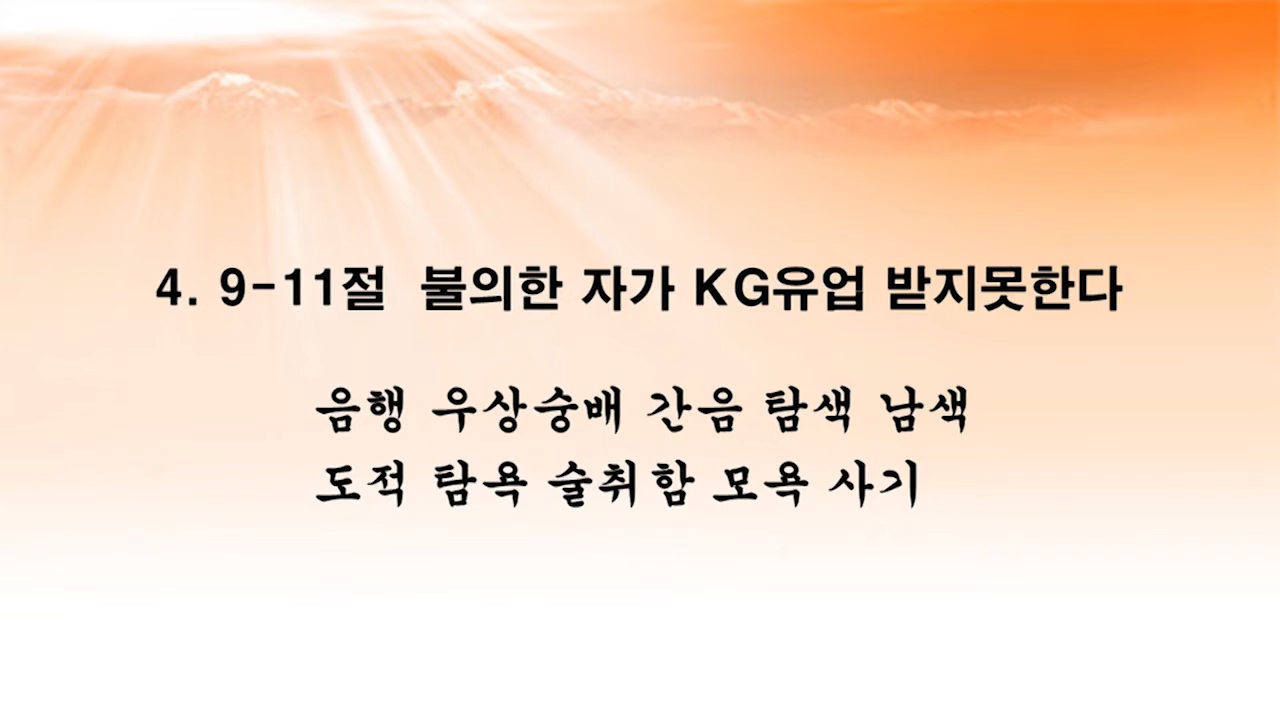 4. 9-11절 불의한 자가 KG유업 받지못한다
음행 우상숭배 간음 탐색 남색
도적 탐욕 술취함 모욕 사기